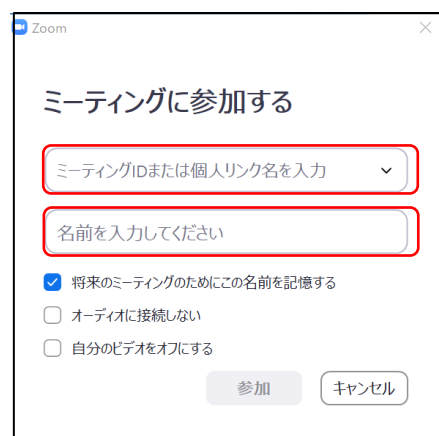 Zoom
ミーティングに参加する
ミーティングIDまたは個人リンク名を入力
名前を入力してください
将来のミーティングのためにこの名前を記憶する
オーディオに接続しない
自分のビデオをオフにする
参加 キャンセル